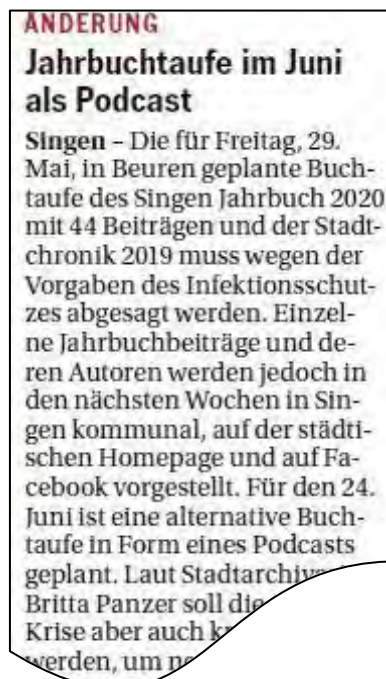 ÄNDERUNG
Jahrbuchtaufe im Juni
als Podcast
Singen – Die für Freitag, 29.
Mai, in Beuren geplante Buch-
taufe des Singen Jahrbuch 2020
mit 44 Beiträgen und der Stadt-
chronik 2019 muss wegen der
Vorgaben des Infektionsschut-
zes abgesagt werden. Einzel-
ne Jahrbuchbeiträge und de-
ren Autoren werden jedoch in
den nächsten Wochen in Sin-
gen kommunal, auf der städti-
schen Homepage und auf Fa-
cebook vorgestellt. Für den 24.
Juni ist eine alternative Buch-
taufe in Form eines Podcasts
geplant. Laut
Britta Panzer soll
Krise aber auch
werden, um